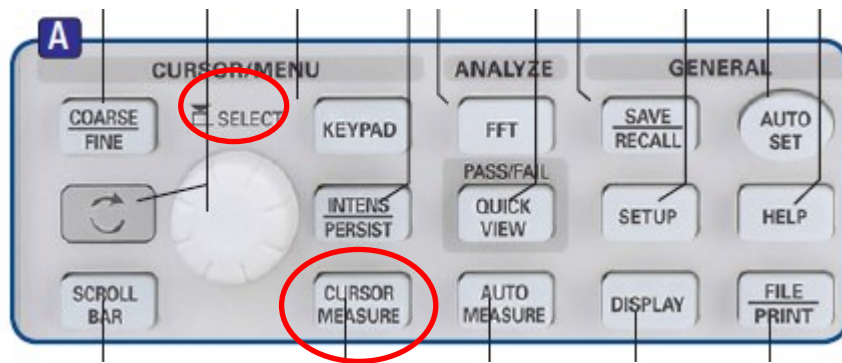 A
CURSOR/MENU ANALYZE GENERAL
COARSE
FINE
SELECT
KEYPAD
FFT
SAVE
RECALL
AUTO
SET
PASS/FAIL
INTENS
PERSIST
QUICK
VIEW
SETUP
HELP
SCROLL
BAR
CURSOR
MEASURE
AUTO
MEASURE
DISPLAY
FILE
PRINT